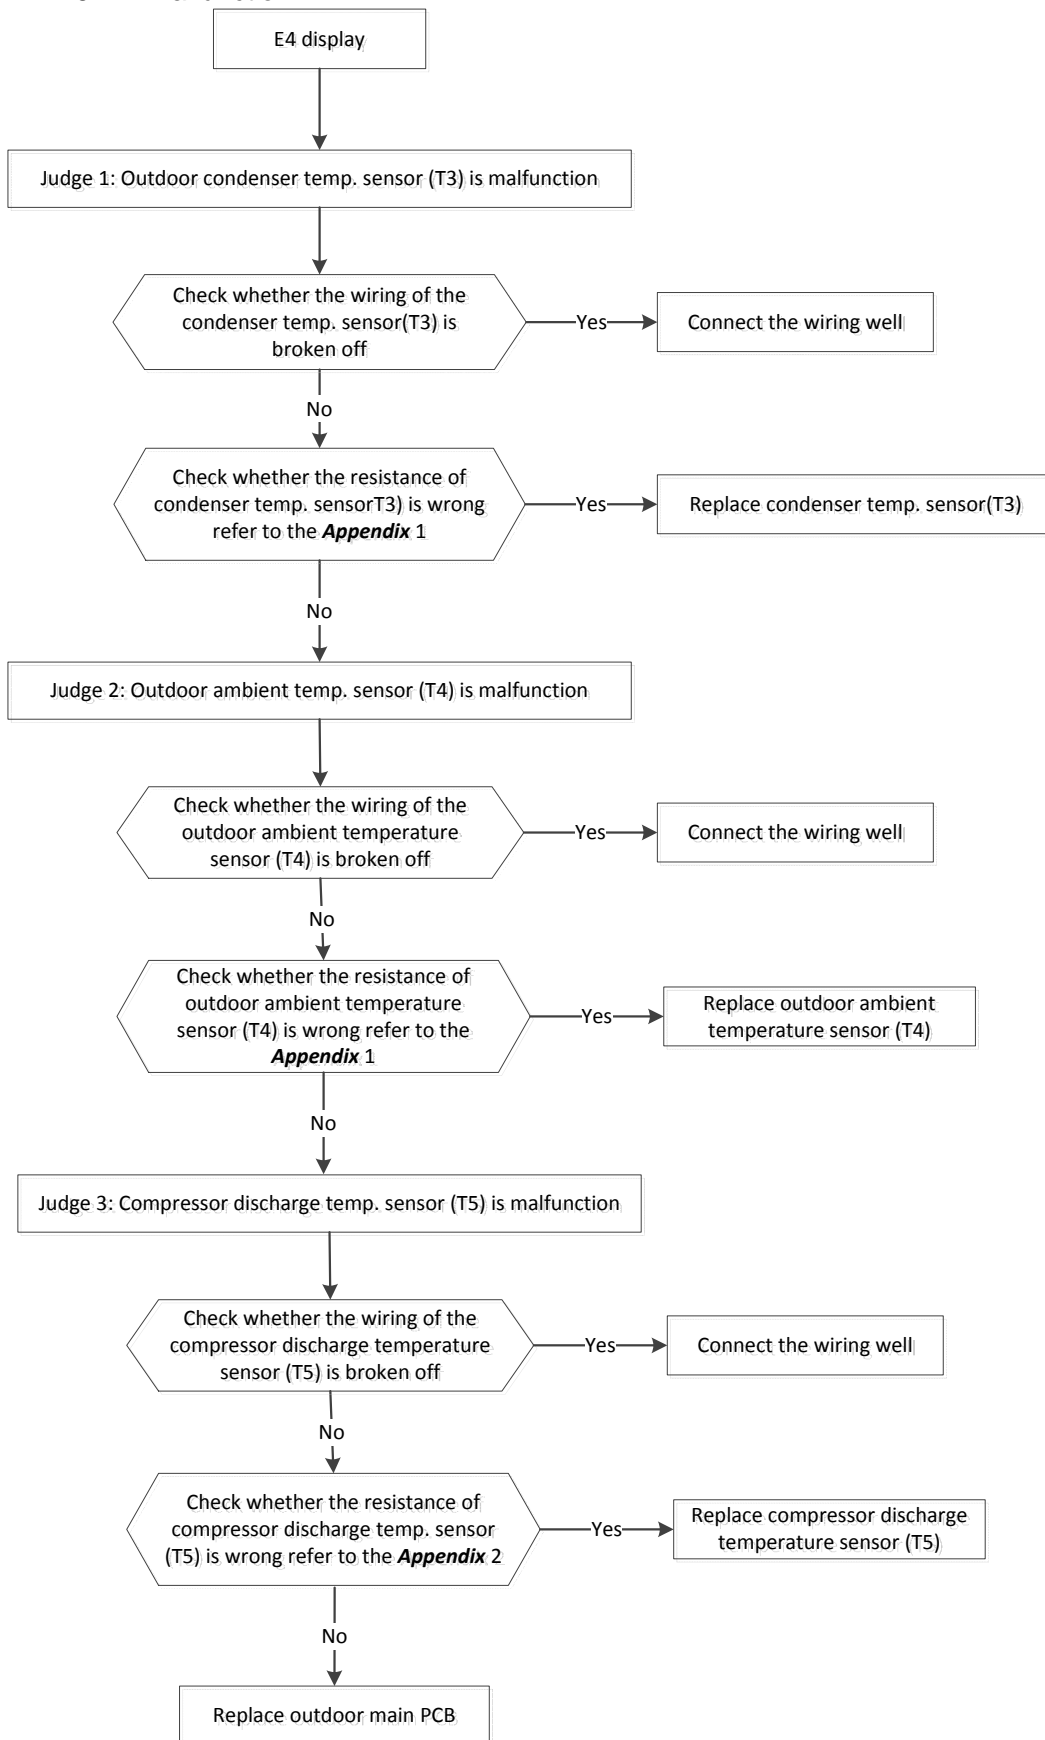 E4 display
Judge 1: Outdoor condenser temp. sensor (T3) is malfunction
Check whether the wiring of the
condenser temp. sensor(T3) is
broken off
Yes
Connect the wiring well
No
Check whether the resistance of
condenser temp. sensorT3) is wrong
refer to the Appendix 1
Yes
Replace condenser temp. sensor(T3)
No
Judge 2: Outdoor ambient temp. sensor (T4) is malfunction
Check whether the wiring of the
outdoor ambient temperature
sensor (T4) is broken off
Yes
Connect the wiring well
No
Check whether the resistance of
outdoor ambient temperature
sensor (T4) is wrong refer to the
Appendix 1
Yes
Replace outdoor ambient
temperature sensor (T4)
No
Judge 3: Compressor discharge temp. sensor (T5) is malfunction
Check whether the wiring of the
compressor discharge temperature
sensor (T5) is broken off
Yes
Connect the wiring well
No
Check whether the resistance of
compressor discharge temp. sensor
(T5) is wrong refer to the Appendix 2
Yes
Replace compressor discharge
temperature sensor (T5)
No
Replace outdoor main PCB